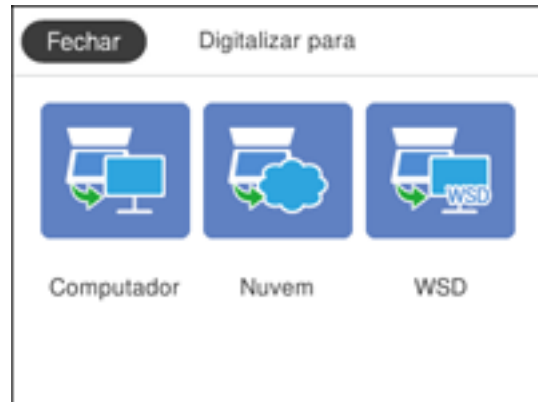 Fechar
Digitalizar para
WSD
Computador
Nuvem
WSD